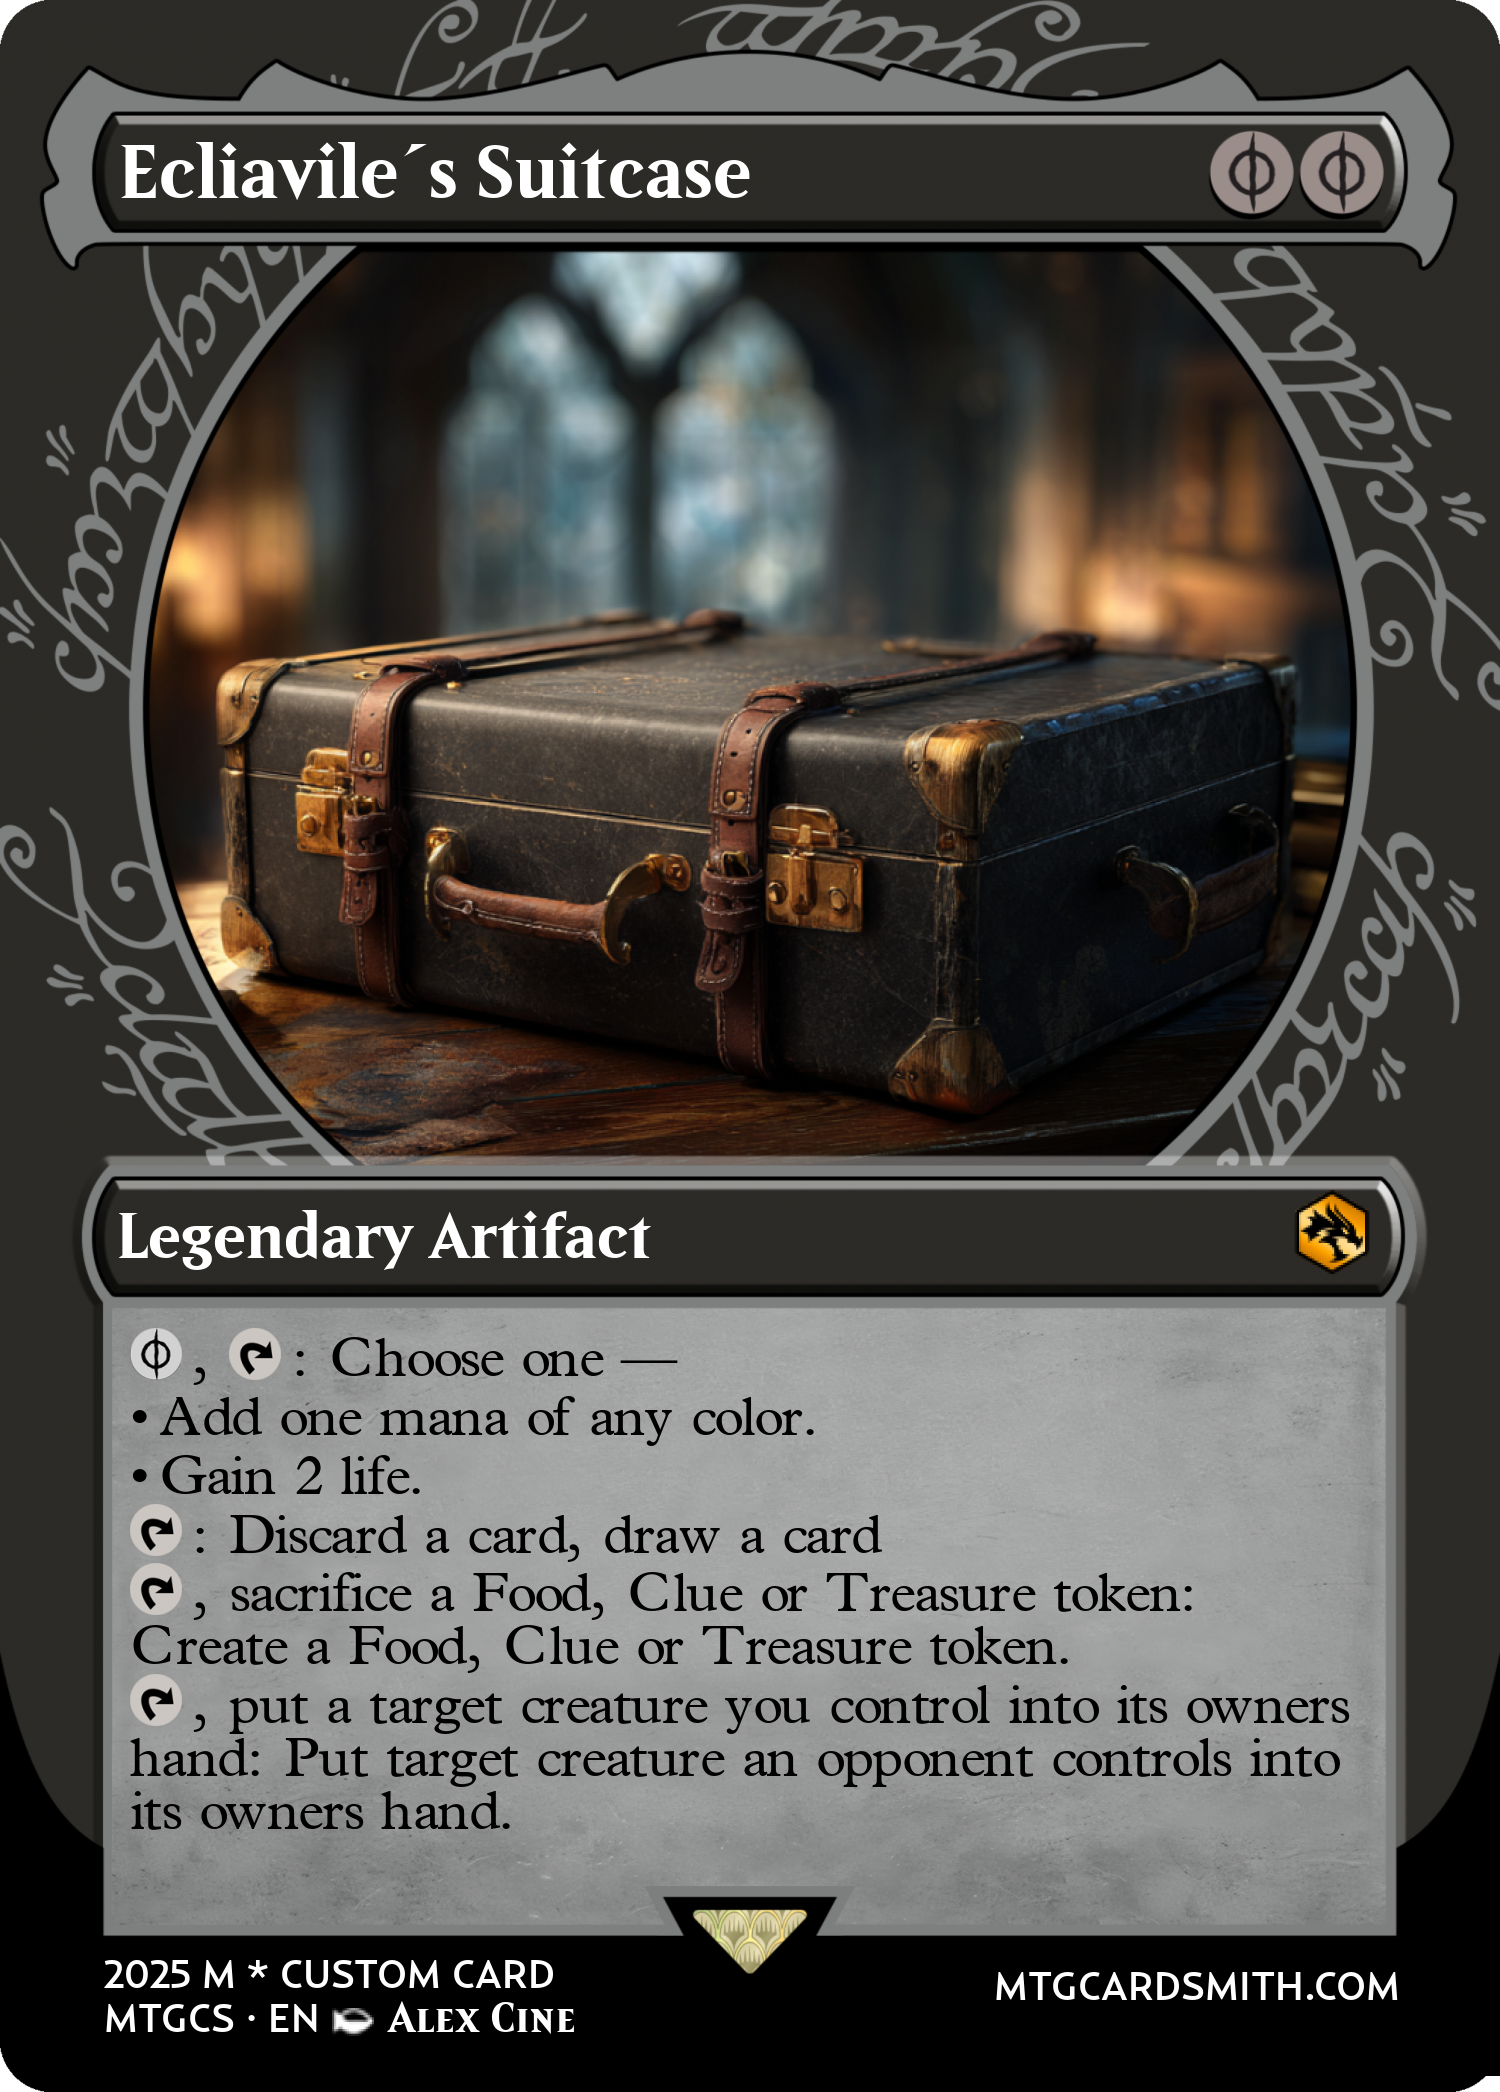 Ecliavile´s Suitcase
Legendary Artifact
, : Choose one —
• Add one mana of any color.
• Gain 2 life.
: Discard a card, draw a card
, sacrifice a Food, Clue or Treasure token:
Create a Food, Clue or Treasure token.
, put a target creature you control into its owners
hand: Put target creature an opponent controls into
its owners hand.
2025 M * CUSTOM CARD
MTGCS · EN ALEX CINE
MTGCARDSMITH.COM